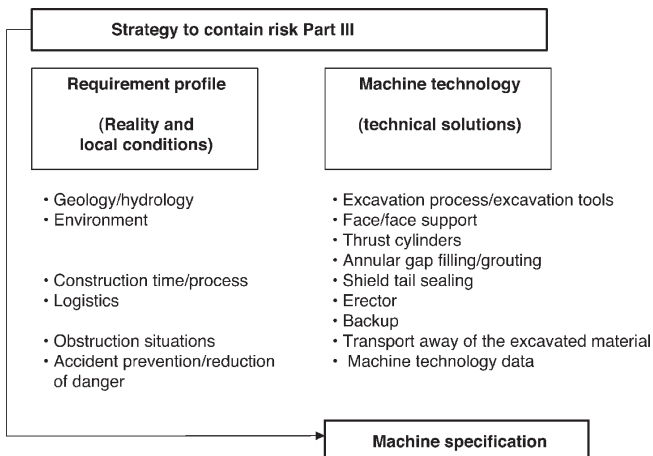 Strategy to contain risk Part III
Requirement profile
(Reality and
local conditions)
• Geology/hydrology
• Environment
• Construction time/process
• Logistics
• Obstruction situations
• Accident prevention/reduction
of danger
Machine technology
(technical solutions)
• Excavation process/excavation tools
• Face/face support
• Thrust cylinders
• Annular gap filling/grouting
• Shield tail sealing
• Erector
• Backup
• Transport away of the excavated material
• Machine technology data
Machine specification